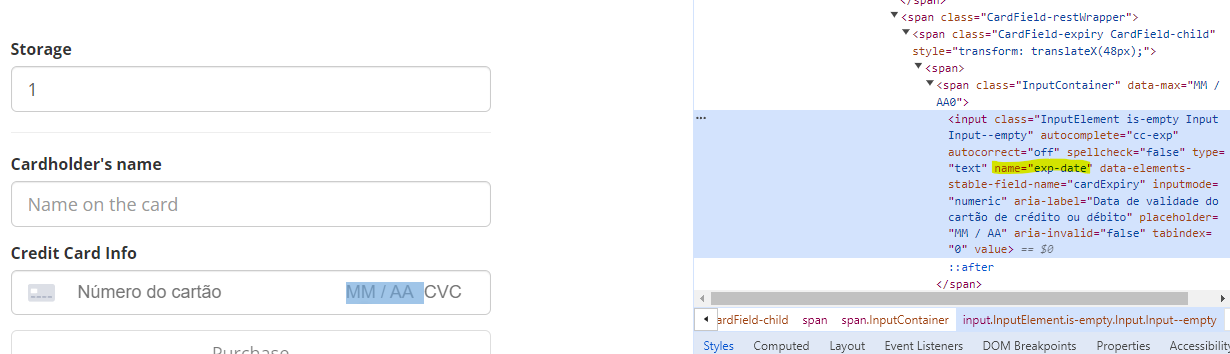 Storage
1
Cardholder's name
Name on the card
Credit Card Info
Número do cartão MM / AA CVC
Purchase
</span>
<span class="CardField-restWrapper">
<span class="CardField-expiry CardField-child"
style="transform: translateX(48px);">
<span>
<span class="InputContainer" data-max="MM /
AA0">
<input class="InputElement is-empty Input
Input--empty" autocomplete="cc-exp"
autocorrect="off" spellcheck="false" type=
"text" name="exp-date" data-elements-
stable-field-name="cardExpiry" inputmode=
"numeric" aria-label="Data de validade do
cartão de crédito ou débito" placeholder=
"MM / AA" aria-invalid="false" tabindex=
"0" value> == $0
::after
</span>
ardField-child span span.InputContainer input.InputElement.is-empty.Input.Input--empty
Styles Computed Layout Event Listeners DOM Breakpoints Properties Accessibility